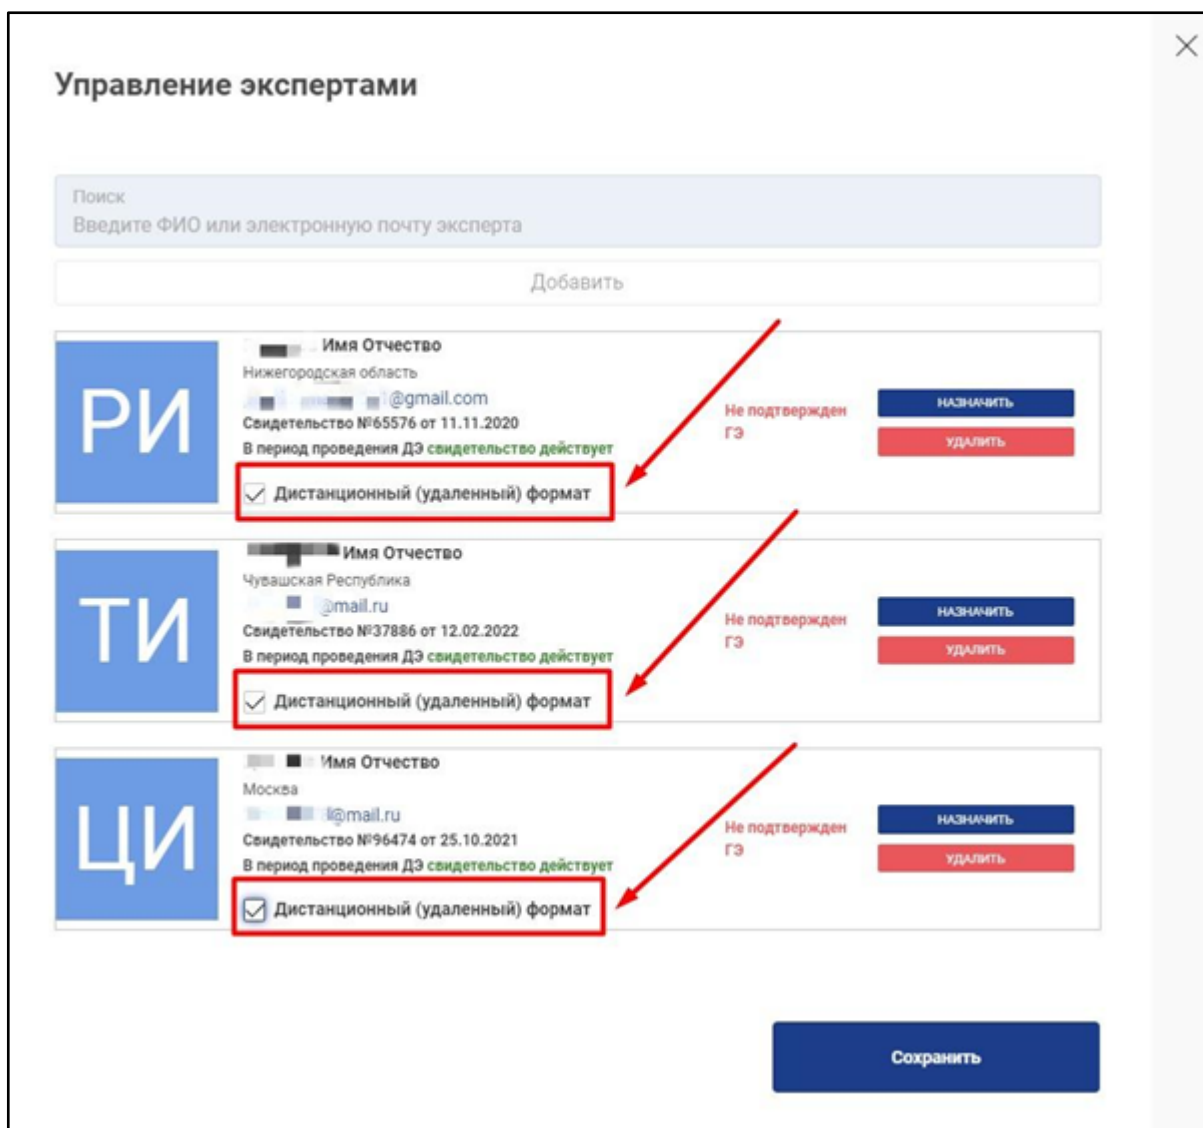 Управление экспертами
Поиск
Введите ФИО или электронную почту эксперта
Добавить
РИ
Имя Отчество
Нижегородская область
@gmail.com
Свидетельство №65576 от 11.11.2020
В период проведения ДЭ свидетельство действует
Дистанционный (удаленный) формат
Не подтвержден
ГЭ
НАЗНАЧИТЬ
УДАЛИТЬ
ТИ
Имя Отчество
Чувашская Республика
@mail.ru
Свидетельство №37886 от 12.02.2022
В период проведения ДЭ свидетельство действует
Дистанционный (удаленный) формат
Не подтвержден
ГЭ
НАЗНАЧИТЬ
УДАЛИТЬ
ЦИ
Имя Отчество
Москва
@mail.ru
Свидетельство №96474 от 25.10.2021
В период проведения ДЭ свидетельство действует
Дистанционный (удаленный) формат
Не подтвержден
ГЭ
НАЗНАЧИТЬ
УДАЛИТЬ
Сохранить